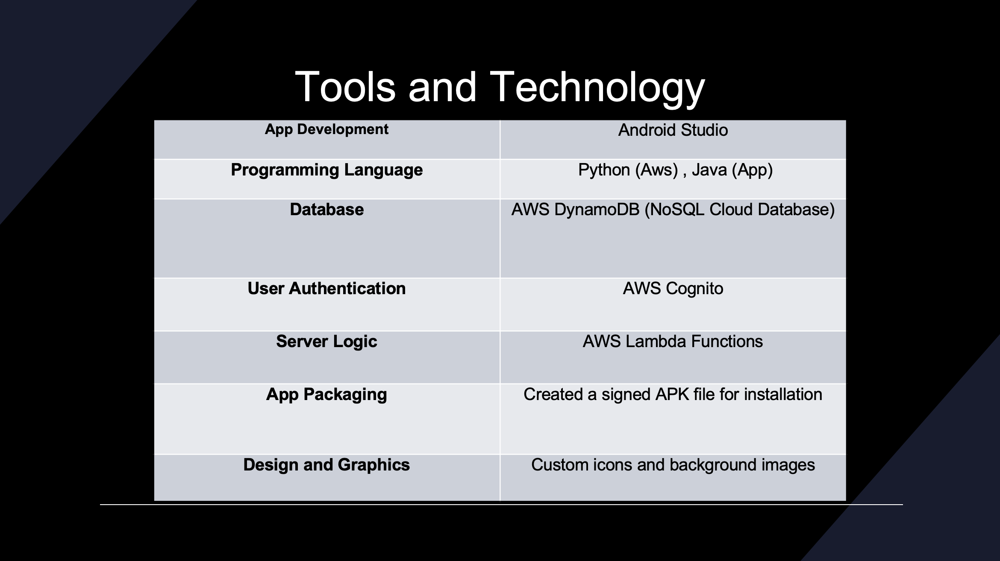 Tools and Technology
App Development
Android Studio
Programming Language
Python (Aws) , Java (App)
Database
AWS DynamoDB (NoSQL Cloud Database)
User Authentication
AWS Cognito
Server Logic
AWS Lambda Functions
App Packaging
Created a signed APK file for installation
Design and Graphics
Custom icons and background images